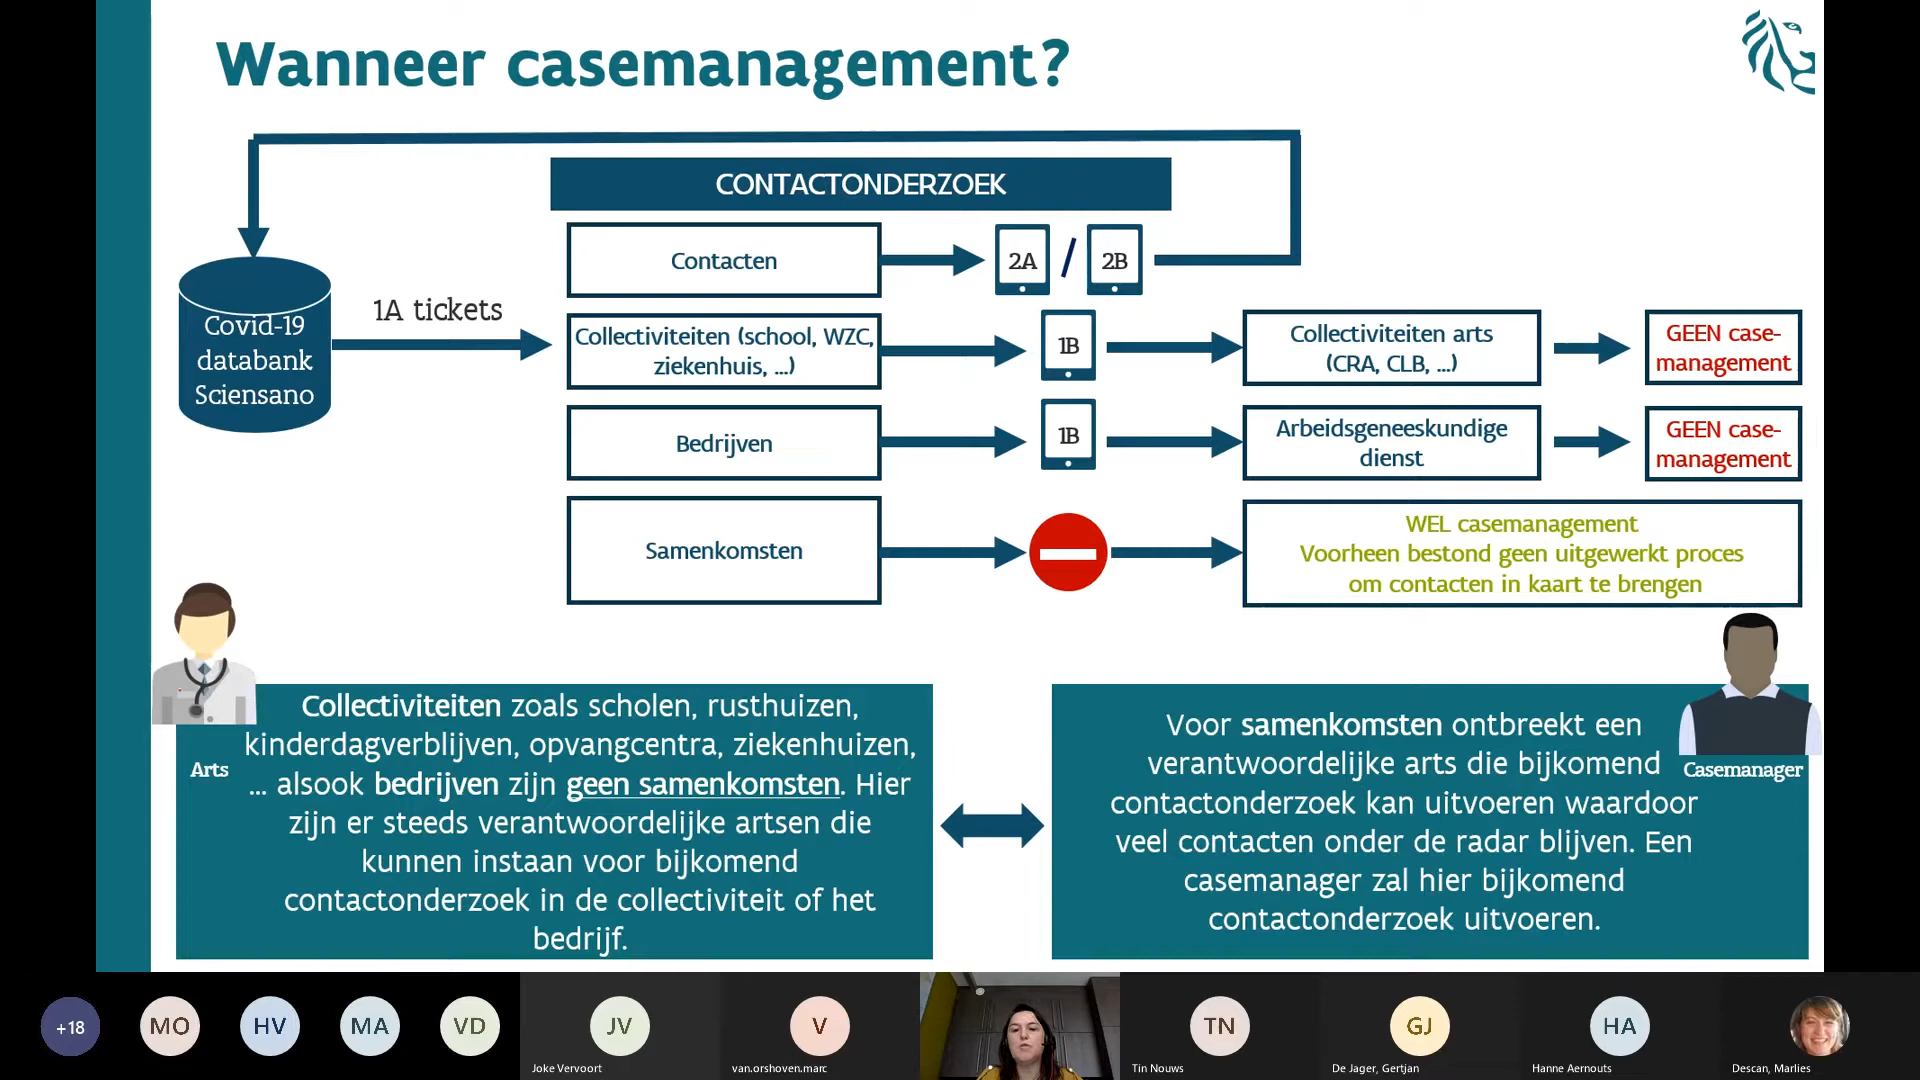 Wanneer casemanagement?
CONTACTONDERZOEK
Contacten
2A / 2B
Covid-19
databank
Sciensano
1A tickets
Collectiviteiten (school, WZC,
ziekenhuis, ...)
1B
Collectiviteiten arts
(CRA, CLB, ...)
GEEN case-
management
Bedrijven
1B
Arbeidsgeneeskundige
dienst
GEEN case-
management
Samenkomsten
WEL casemanagement
Voorheen bestond geen uitgewerkt proces
om contacten in kaart te brengen
Arts
Collectiviteiten zoals scholen, rusthuizen,
kinderdagverblijven, opvangcentra, ziekenhuizen,
... alsook bedrijven zijn geen samenkomsten. Hier
zijn er steeds verantwoordelijke artsen die
kunnen instaan voor bijkomend
contactonderzoek in de collectiviteit of het
bedrijf.
Voor samenkomsten ontbreekt een
verantwoordelijke arts die bijkomend
contactonderzoek kan uitvoeren waardoor
veel contacten onder de radar blijven. Een
casemanager zal hier bijkomend
contactonderzoek uitvoeren.
Casemanager
+18
MO
HV
MA
VD
JV
Joke Vervoort
V
van.orshoven.marc
TN
Tin Nouws
GJ
De Jager, Gertjan
HA
Hanne Aernouts
Descan, Marlies